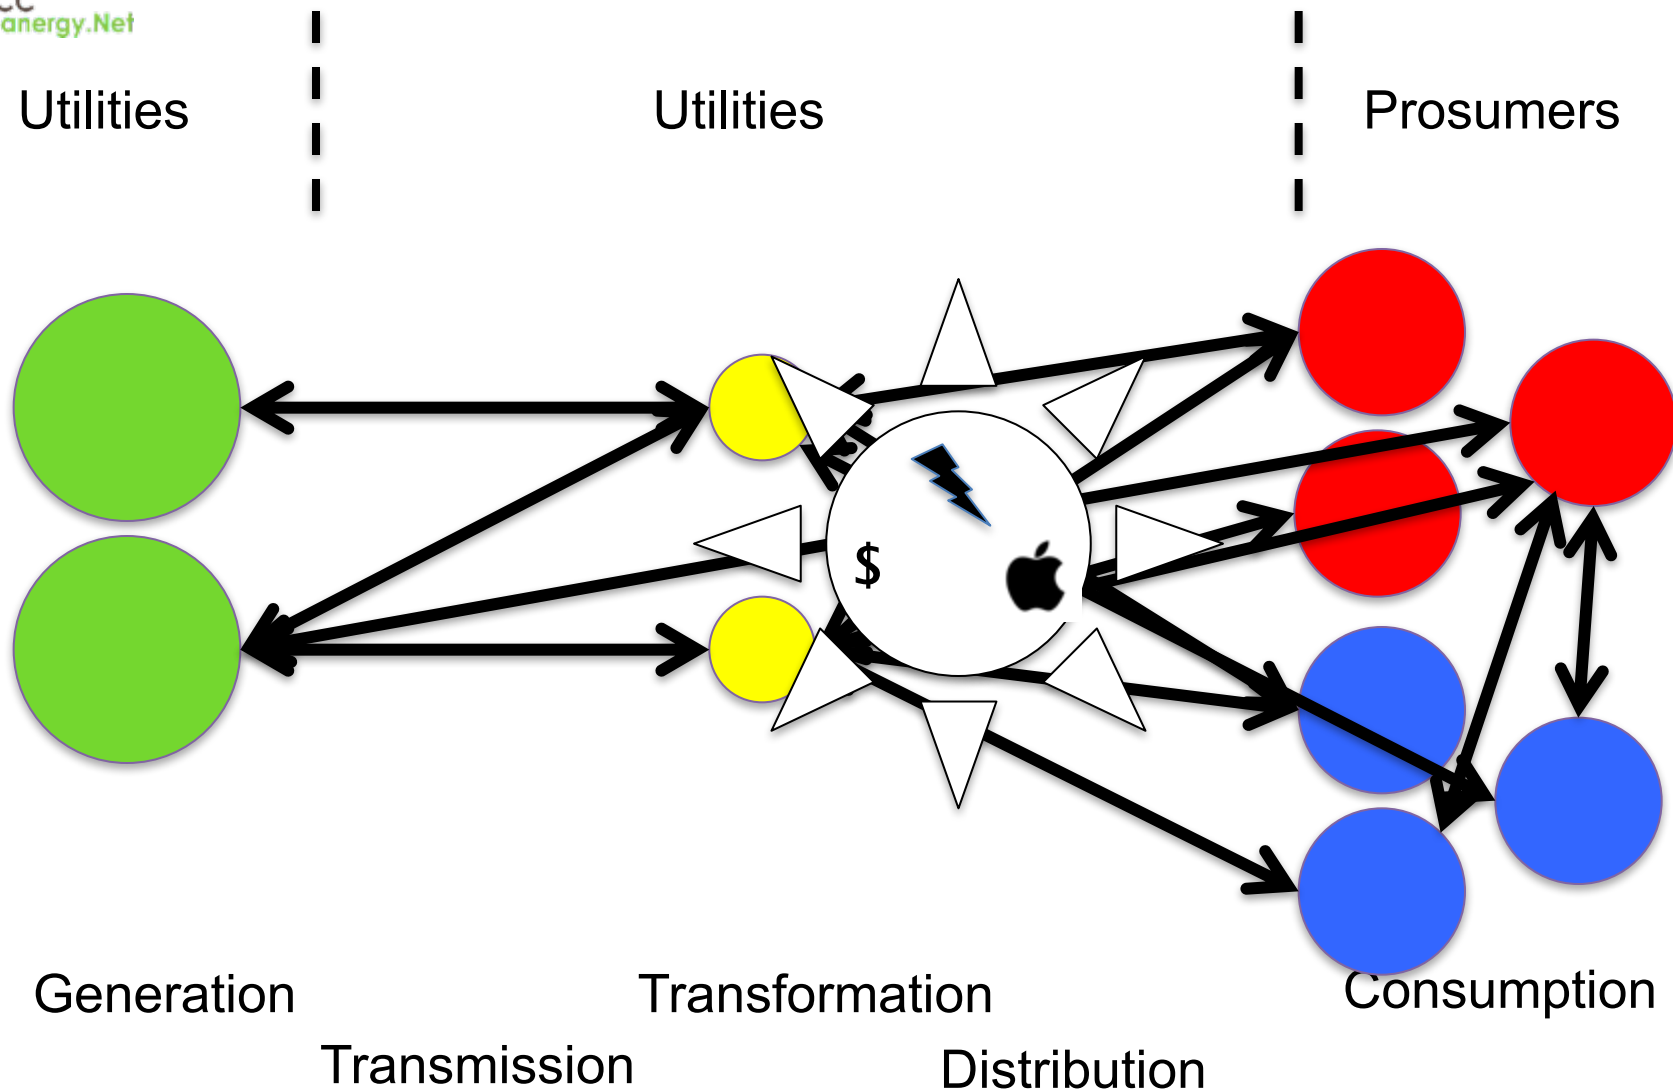 anergy.Net
Utilities
Utilities
Prosumers
$
Generation
Transformation
Consumption
Transmission
Distribution